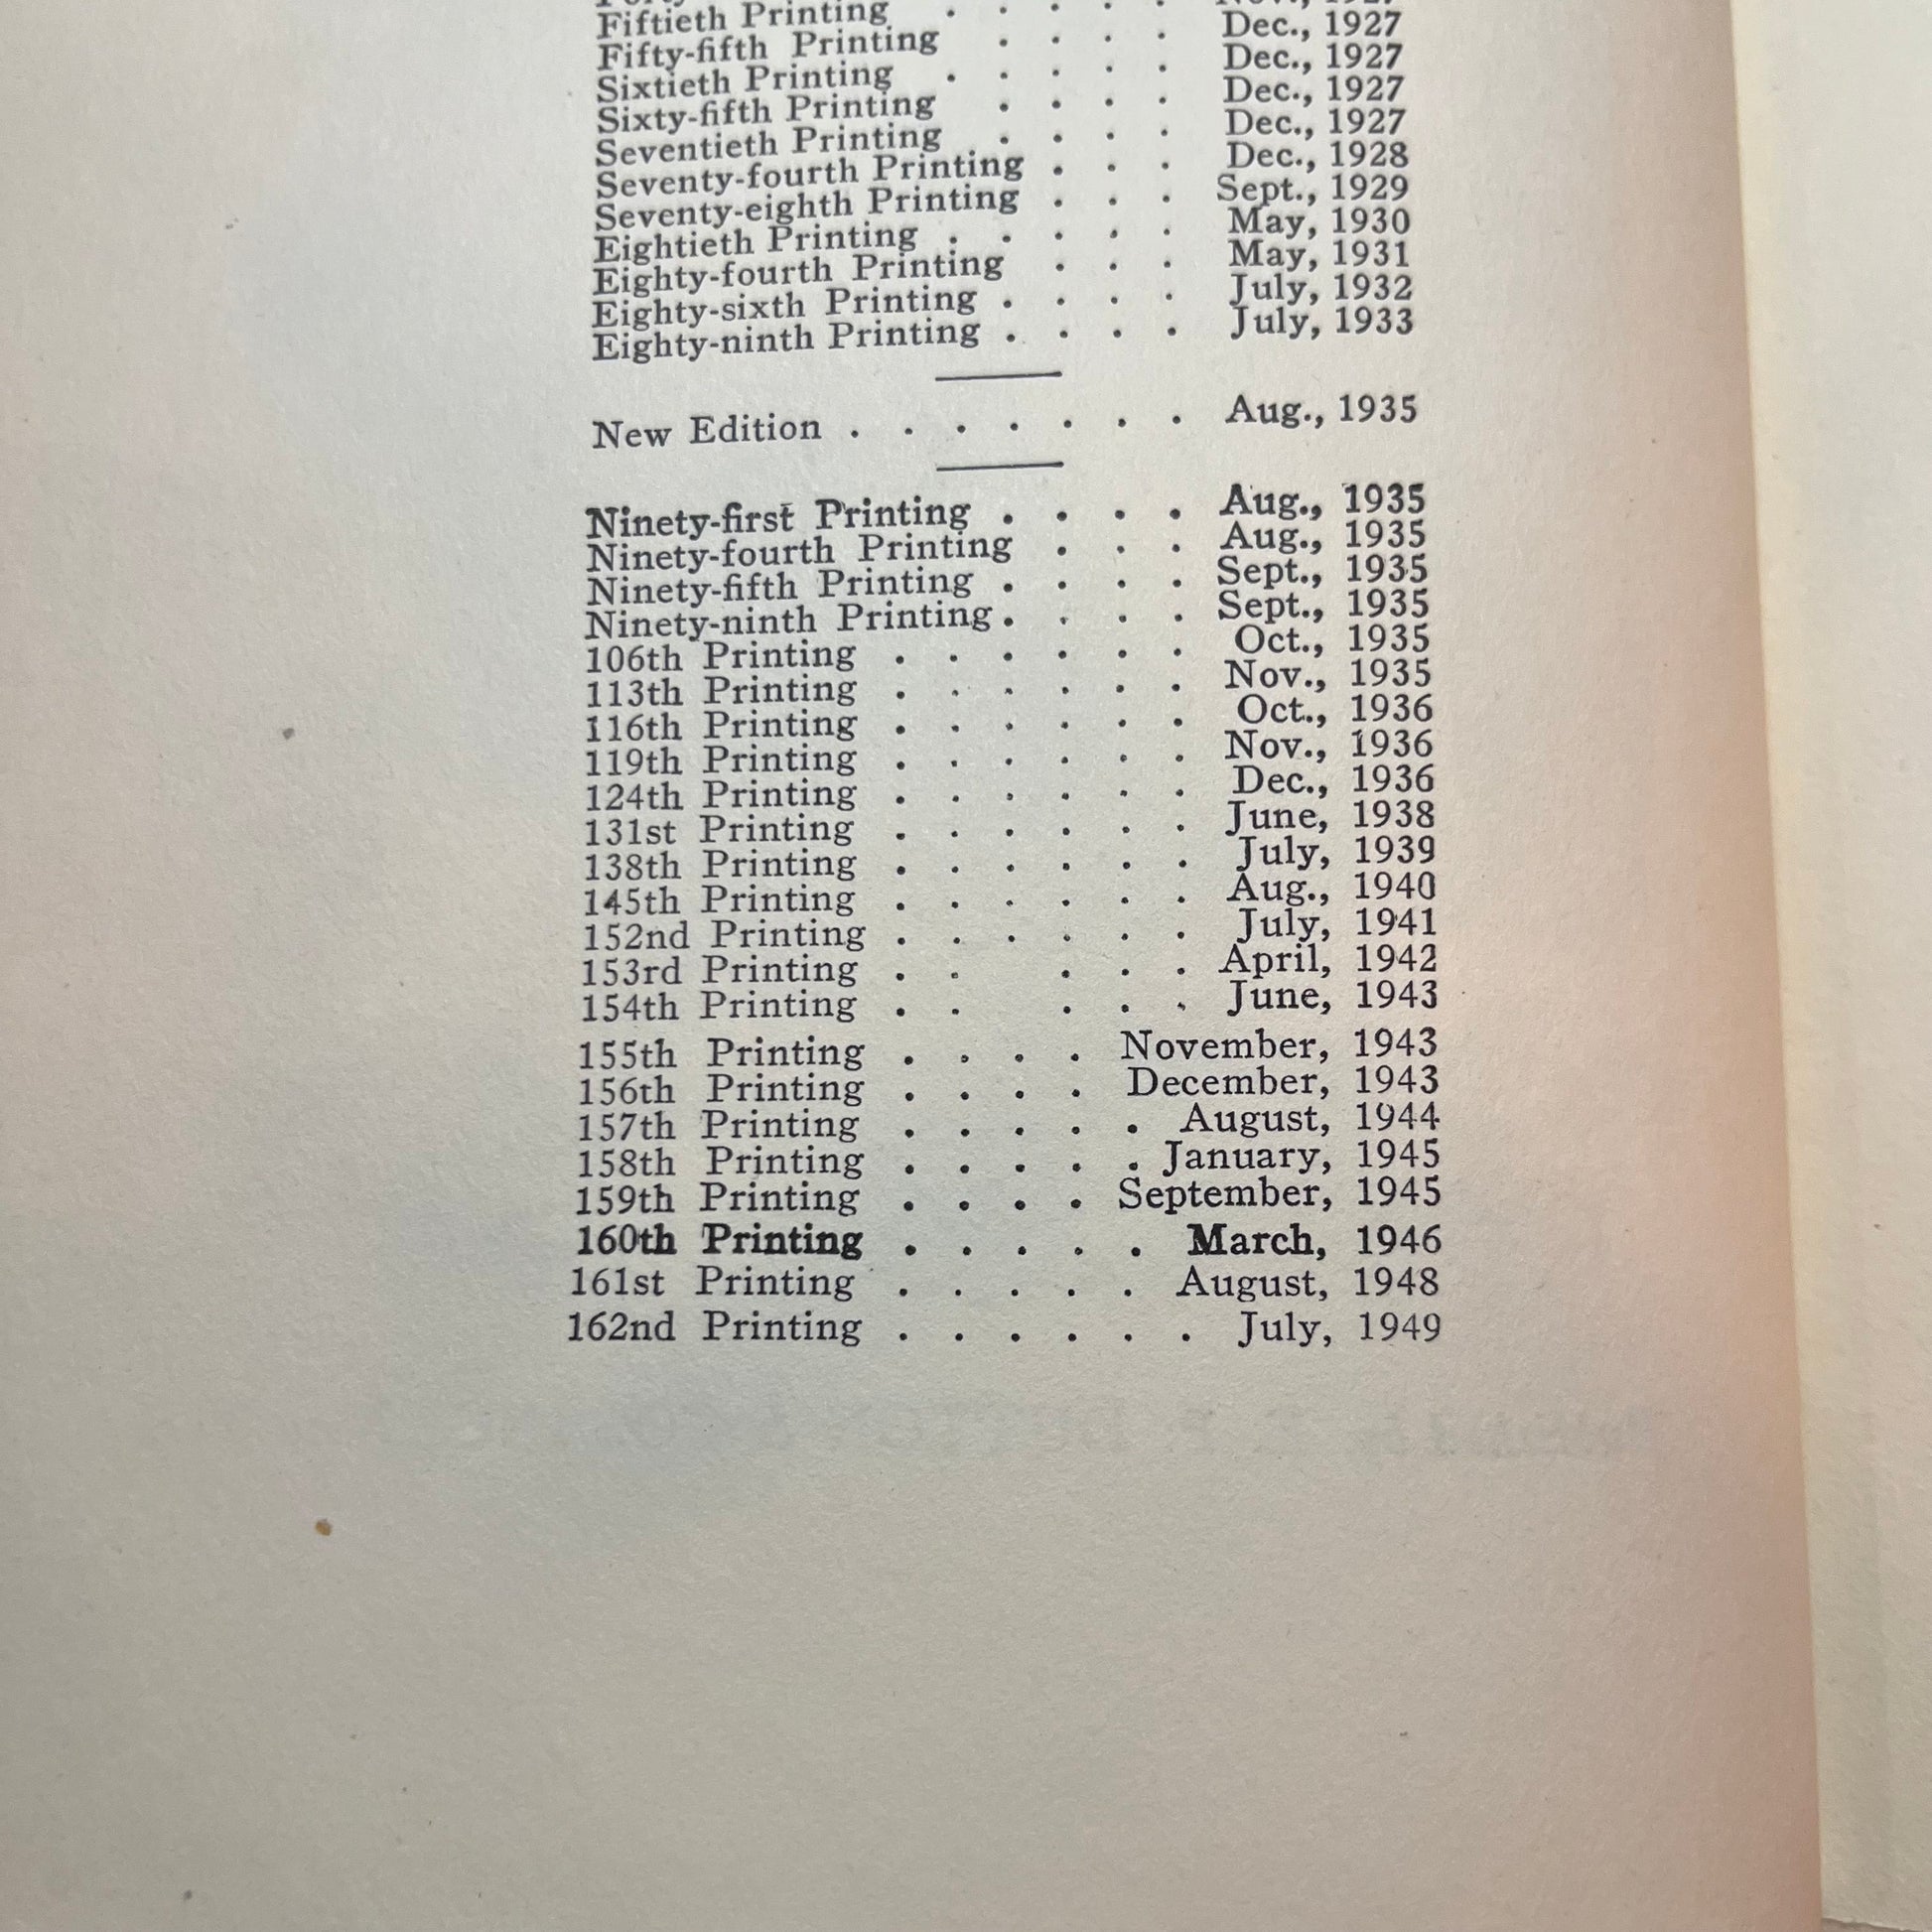 Fiftieth Printing . . . . . Dec., 1927
Fifty-fifth Printing . . . . Dec., 1927
Sixtieth Printing . . . . . Dec., 1927
Sixty-fifth Printing . . . . Dec., 1927
Seventieth Printing . . . . Dec., 1928
Seventy-fourth Printing . . . Sept., 1929
Seventy-eighth Printing . . . May, 1930
Eightieth Printing . . . . . May, 1931
Eighty-fourth Printing . . . July, 1932
Eighty-sixth Printing . . . . July, 1933
Eighty-ninth Printing . . . .
New Edition . . . . . . . Aug., 1935
Ninety-first Printing . . . . Aug., 1935
Ninety-fourth Printing . . . Aug., 1935
Ninety-fifth Printing . . . . Sept., 1935
Ninety-ninth Printing . . . . Sept., 1935
106th Printing . . . . . . Oct., 1935
113th Printing . . . . . . Nov., 1935
116th Printing . . . . . . Oct., 1936
119th Printing . . . . . . Nov., 1936
124th Printing . . . . . . Dec., 1936
131st Printing . . . . . . June, 1938
138th Printing . . . . . . July, 1939
145th Printing . . . . . . Aug., 1940
152nd Printing . . . . . . July, 1941
153rd Printing . . . . . April, 1942
154th Printing . . . . . June, 1943
155th Printing . . . . November, 1943
156th Printing . . . . December, 1943
157th Printing . . . . . August, 1944
158th Printing . . . . . January, 1945
159th Printing . . . . September, 1945
160th Printing . . . . . March, 1946
161st Printing . . . . . August, 1948
162nd Printing . . . . . . July, 1949